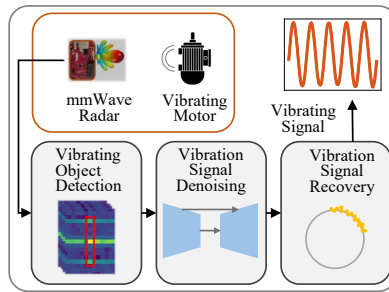 mmWave
Radar
Vibrating
Motor
Vibrating
Signal
Vibrating
Object
Detection
Vibration
Signal
Denoising
Vibration
Signal
Recovery